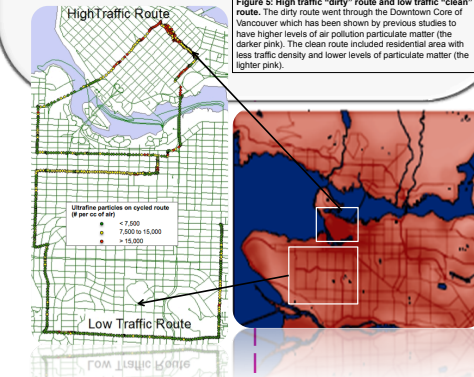 HighTraffic Route
Figure 5: High traffic "dirty" route and low traffic "clean"
route. The dirty route went through the Downtown Core of
Vancouver which has been shown by previous studies to
have higher levels of air pollution particulate matter (the
darker pink). The clean route included residential area with
less traffic density and lower levels of particulate matter (the
lighter pink).
Ultrafine particles on cycled route
(# per cc of air)
< 7,500
7,500 to 15,000
> 15,000
Low Traffic Route